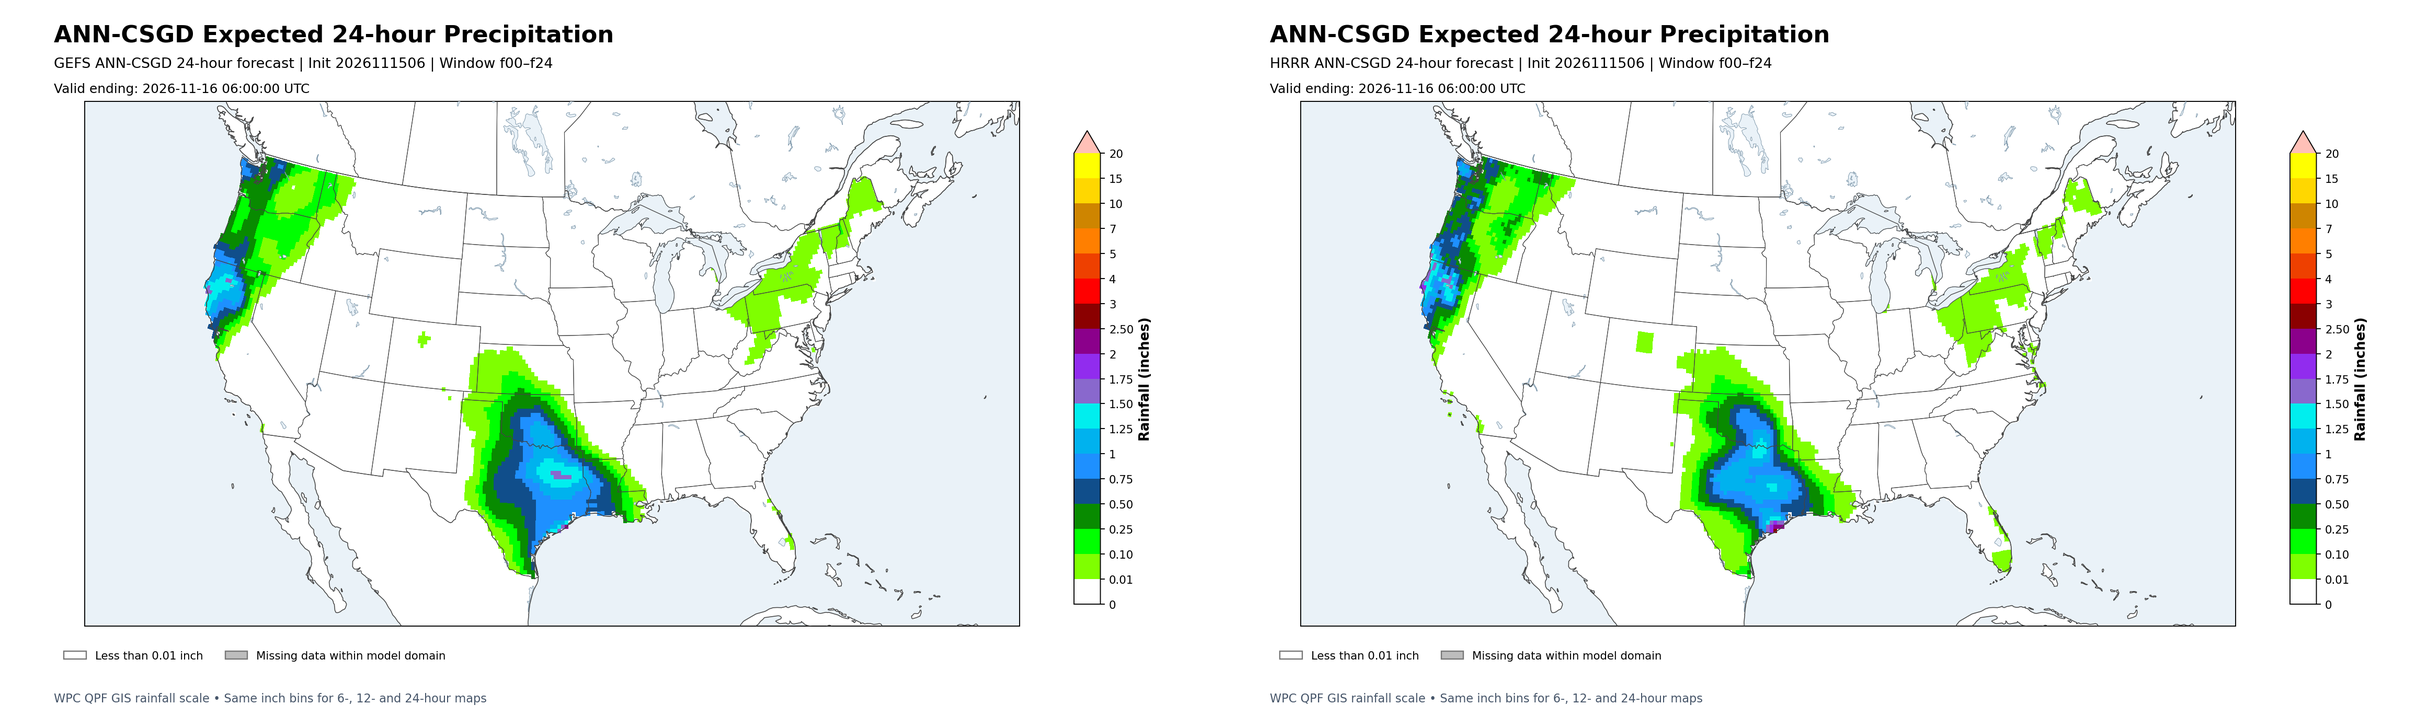 ANN-CSGD Expected 24-hour Precipitation
GEFS ANN-CSGD 24-hour forecast | Init 2026111506 | Window f00–f24
Valid ending: 2026-11-16 06:00:00 UTC
20
15
10
7
5
4
3
2.50
2
1.75
1.50
1.25
1
0.75
0.50
0.25
0.10
0.01
0
Rainfall (inches)
Less than 0.01 inch
Missing data within model domain
WPC QPF GIS rainfall scale • Same inch bins for 6-, 12- and 24-hour maps
ANN-CSGD Expected 24-hour Precipitation
HRRR ANN-CSGD 24-hour forecast | Init 2026111506 | Window f00–f24
Valid ending: 2026-11-16 06:00:00 UTC
20
15
10
7
5
4
3
2.50
2
1.75
1.50
1.25
1
0.75
0.50
0.25
0.10
0.01
0
Rainfall (inches)
Less than 0.01 inch
Missing data within model domain
WPC QPF GIS rainfall scale • Same inch bins for 6-, 12- and 24-hour maps